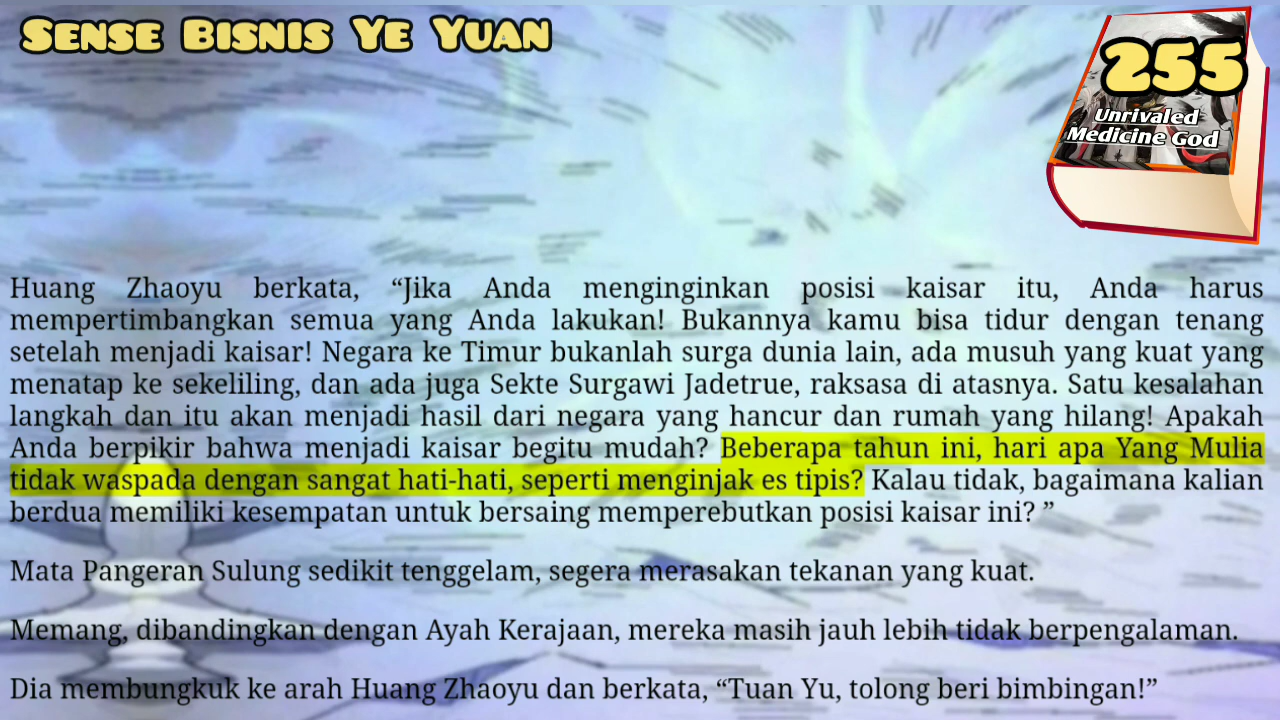 Sense Bisnis Ye Yuan
255
Unrivaled
Medicine God
Huang Zhaoyu berkata, “Jika Anda menginginkan posisi kaisar itu, Anda harus
mempertimbangkan semua yang Anda lakukan! Bukannya kamu bisa tidur dengan tenang
setelah menjadi kaisar! Negara ke Timur bukanlah surga dunia lain, ada musuh yang kuat yang
menatap ke sekeliling, dan ada juga Sekte Surgawi Jadetrue, raksasa di atasnya. Satu kesalahan
langkah dan itu akan menjadi hasil dari negara yang hancur dan rumah yang hilang! Apakah
Anda berpikir bahwa menjadi kaisar begitu mudah? Beberapa tahun ini, hari apa Yang Mulia
tidak waspada dengan sangat hati-hati, seperti menginjak es tipis? Kalau tidak, bagaimana kalian
berdua memiliki kesempatan untuk bersaing memperebutkan posisi kaisar ini? ”
Mata Pangeran Sulung sedikit tenggelam, segera merasakan tekanan yang kuat.
Memang, dibandingkan dengan Ayah Kerajaan, mereka masih jauh lebih tidak berpengalaman.
Dia membungkuk ke arah Huang Zhaoyu dan berkata, “Tuan Yu, tolong beri bimbingan!”